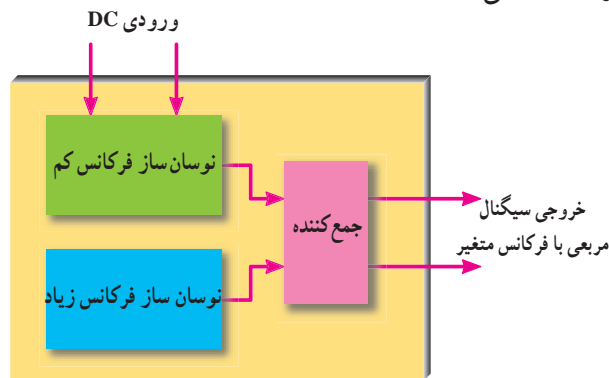 ورودی DC
نوسان‌ساز فرکانس کم
جمع‌کننده
خروجی سیگنال
مربعی با فرکانس متغیر
نوسان ساز فرکانس زیاد